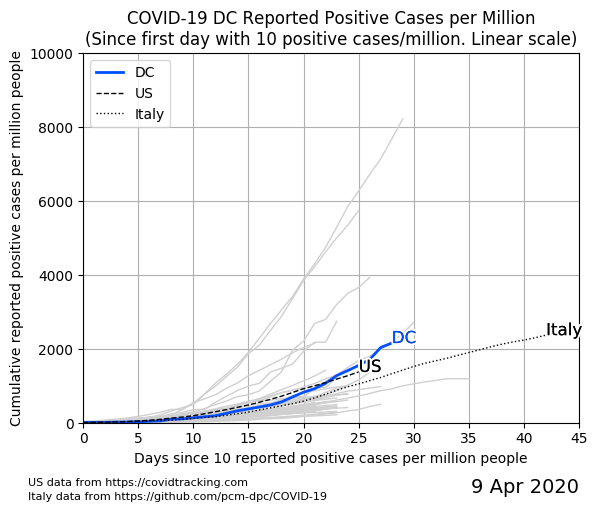 COVID-19 DC Reported Positive Cases per Million
(Since first day with 10 positive cases/million. Linear scale)
Cumulative reported positive cases per million people
10000
8000
6000
4000
2000
0
DC
US
Italy
DC
US
Italy
0 5 10 15 20 25 30 35 40 45
Days since 10 reported positive cases per million people
US data from https://covidtracking.com
Italy data from https://github.com/pcm-dpc/COVID-19
9 Apr 2020